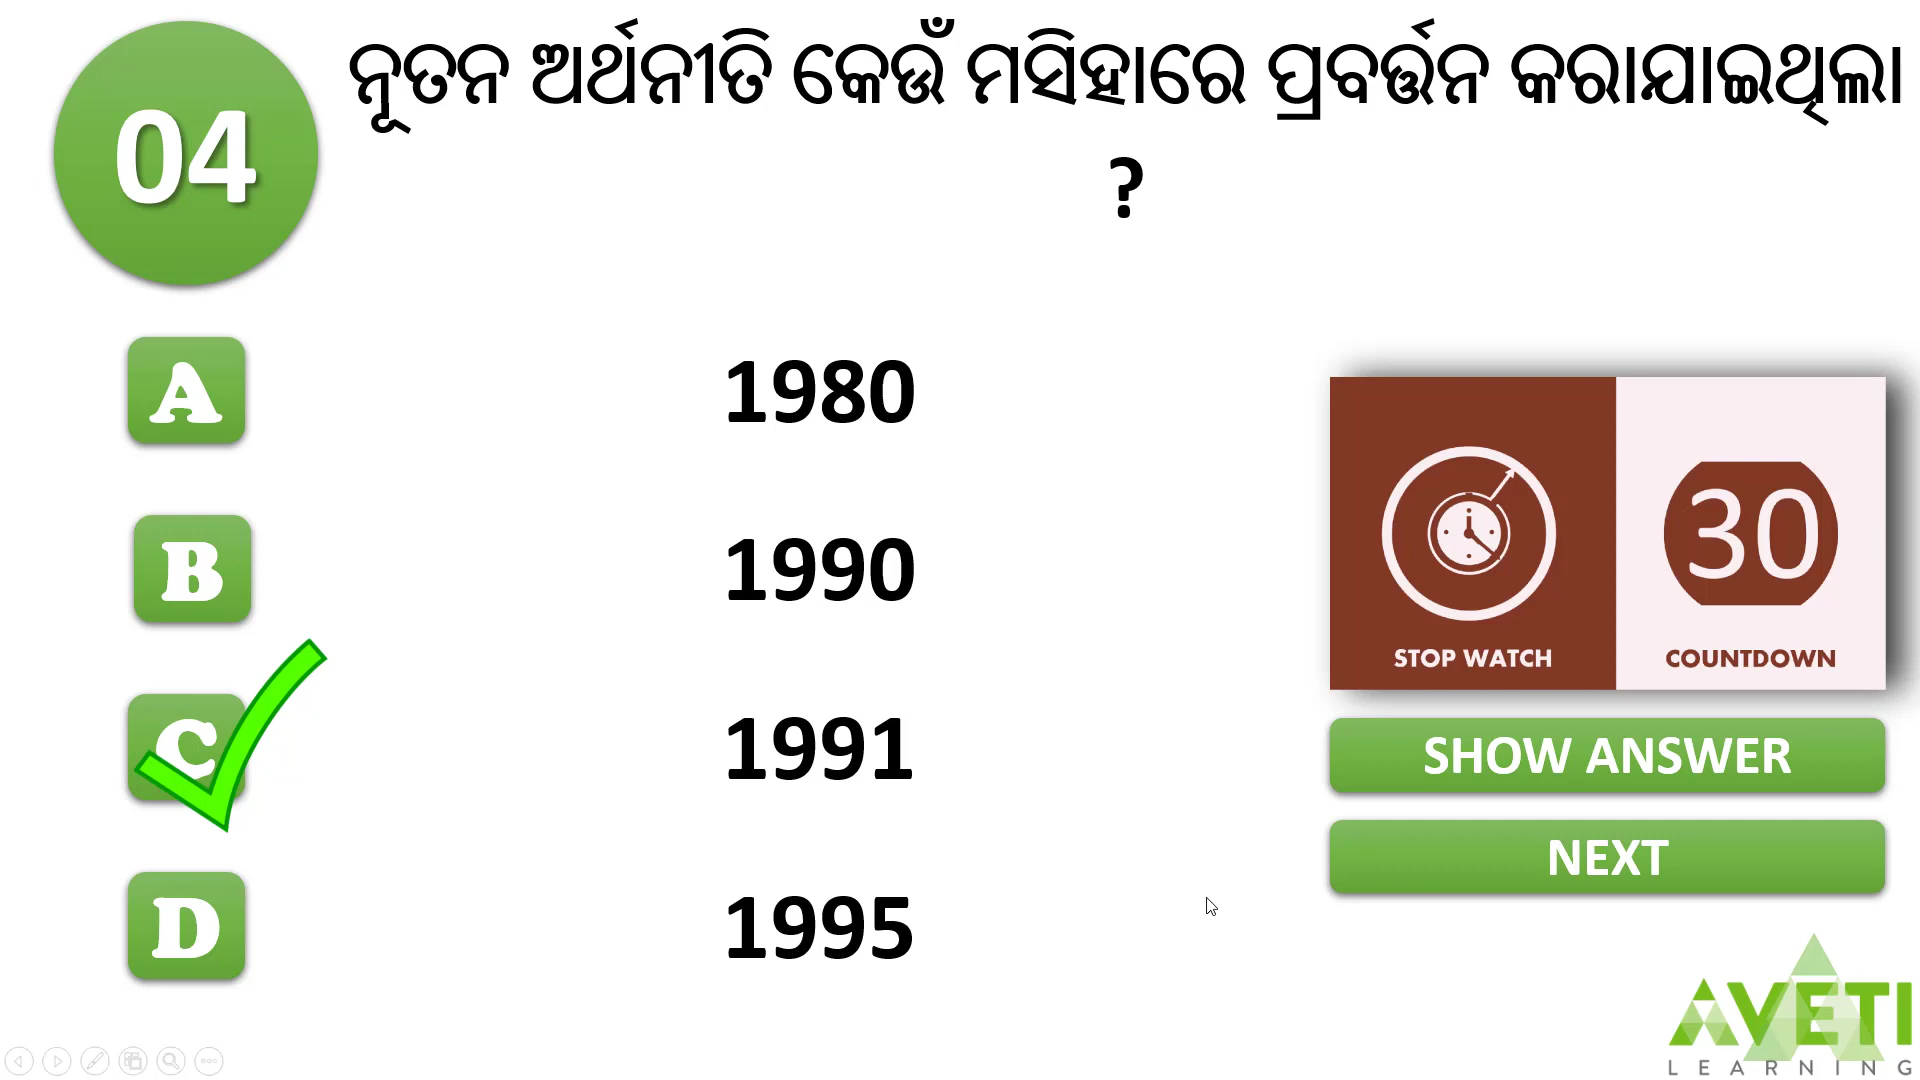 04
ନୂତନ ଅର୍ଥନୀତି କେଉଁ ମସିହାରେ ପ୍ରବର୍ତ୍ତନ କରାଯାଇଥିଲା
?
A
1980
B
1990
C
1991
D
1995
30
STOP WATCH
COUNTDOWN
SHOW ANSWER
NEXT
AVETI
LEARNING